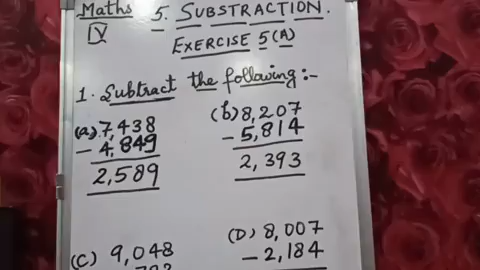 Maths 5. SUBSTRACTION.
V EXERCISE 5(A)
1. Subtract the following:-
(a) 7,438 (b) 8,207
- 4,849 - 5,814
2,589 2,393
(C) 9,048 (D) 8,007
- 2,184